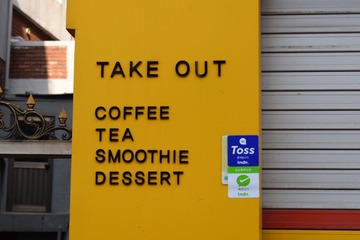 TAKE OUT
COFFEE
TEA
SMOOTHIE
DESSERT
Toss